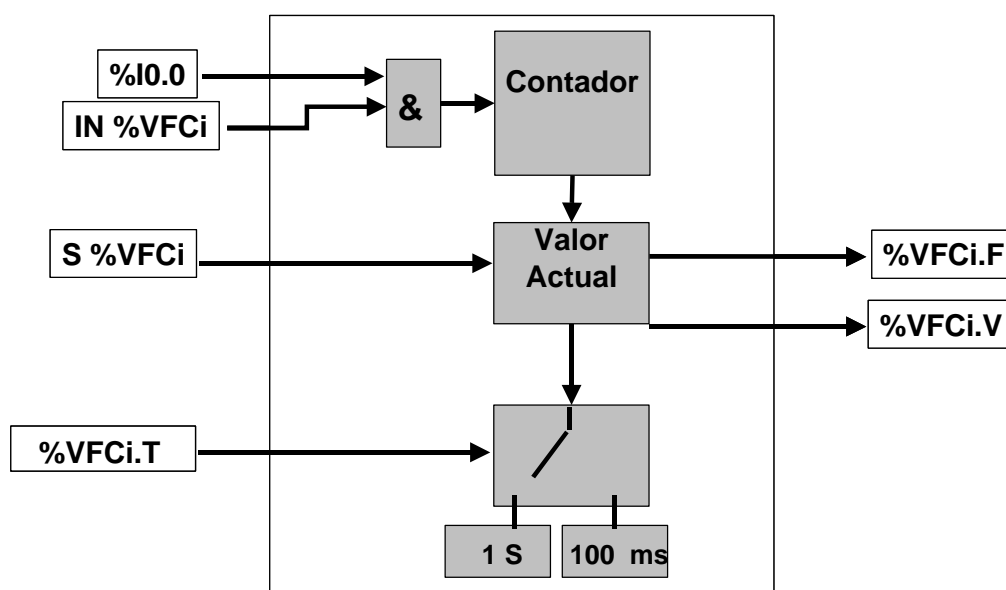 %I0.0
IN %VFCi
&
Contador
S %VFCi
Valor
Actual
%VFCi.F
%VFCi.V
%VFCi.T
1 S
100 ms